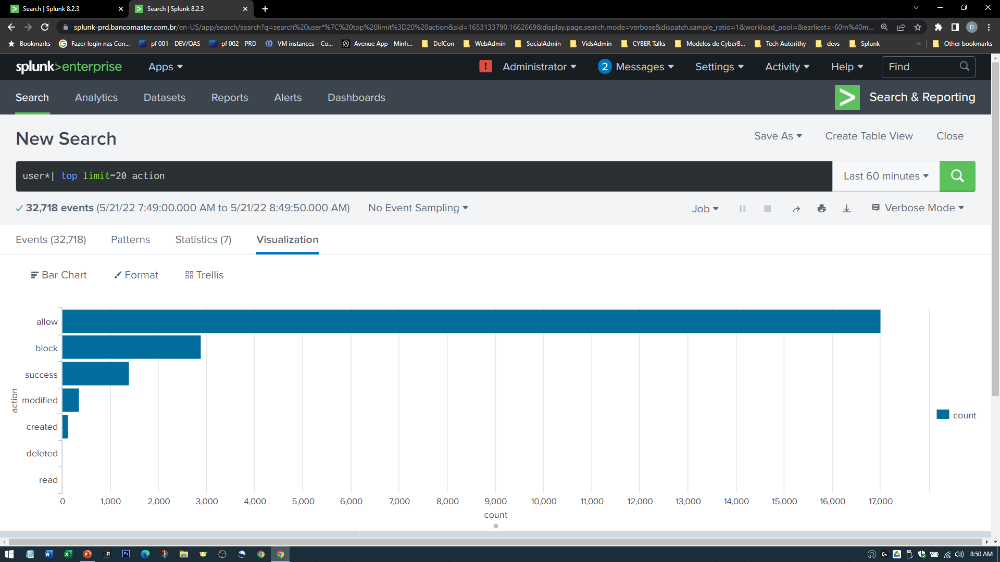 Search | Splunk 8.2.3
Search | Splunk 8.2.3
splunk-prd.bancomaster.com.br/en-US/app/search/search?q=search%20user*%7C%20top%20limit%3D20%20action&sid=1653133790.1662669&display.page.search.mode=verbose&dispatch.sample_ratio=1&workload_pool=&earliest=-60m%40m... D
Bookmarks Fazer login nas Con... pf 001 - DEV/QAS pf 002 - PRD VM instances – Co... Avenue App - Minh... DefCon WebAdmin SocialAdmin VidsAdmin CYBER Talks Modelos de CyberB... Tech Autorithy devs Splunk » Other bookmarks
splunk>enterprise Apps ! Administrator 2 Messages Settings Activity Help Find
Search Analytics Datasets Reports Alerts Dashboards > Search & Reporting
New Search Save As Create Table View Close
user*| top limit=20 action Last 60 minutes
32,718 events (5/21/22 7:49:00.000 AM to 5/21/22 8:49:50.000 AM) No Event Sampling Job Verbose Mode
Events (32,718) Patterns Statistics (7) Visualization
Bar Chart Format Trellis
allow
block
success
modified
created
deleted
read
action
count
0 1,000 2,000 3,000 4,000 5,000 6,000 7,000 8,000 9,000 10,000 11,000 12,000 13,000 14,000 15,000 16,000 17,000
count
8:50 AM